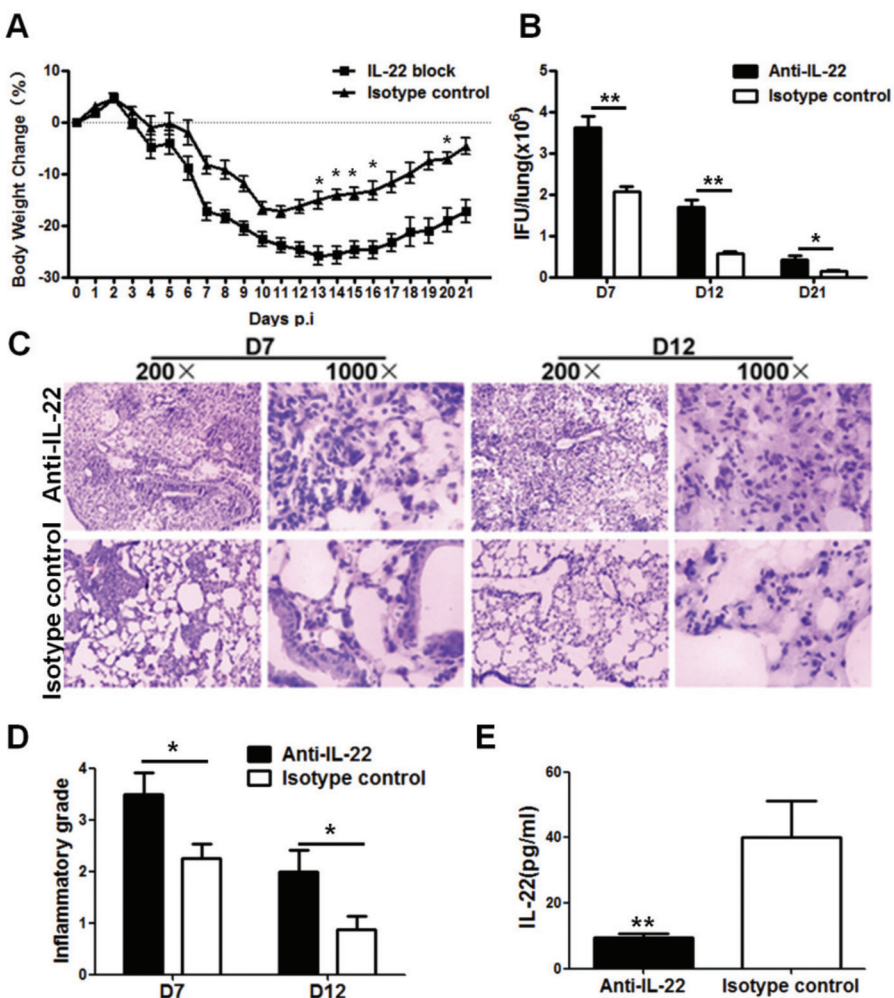 A
10
0
-10
-20
-30
Body Weight Change (%)
IL-22 block
Isotype control
* * * * *
0 1 2 3 4 5 6 7 8 9 10 11 12 13 14 15 16 17 18 19 20 21
Days p.i
B
5
4
3
2
1
0
IFU/lung(x10⁶)
Anti-IL-22
Isotype control
**
**
*
D7 D12 D21
C
D7 D12
200× 1000× 200× 1000×
Anti-IL-22
Isotype control
D
4
3
2
1
0
Inflammatory grade
Anti-IL-22
Isotype control
*
*
D7 D12
E
60
40
20
0
IL-22(pg/ml)
**
Anti-IL-22 Isotype control